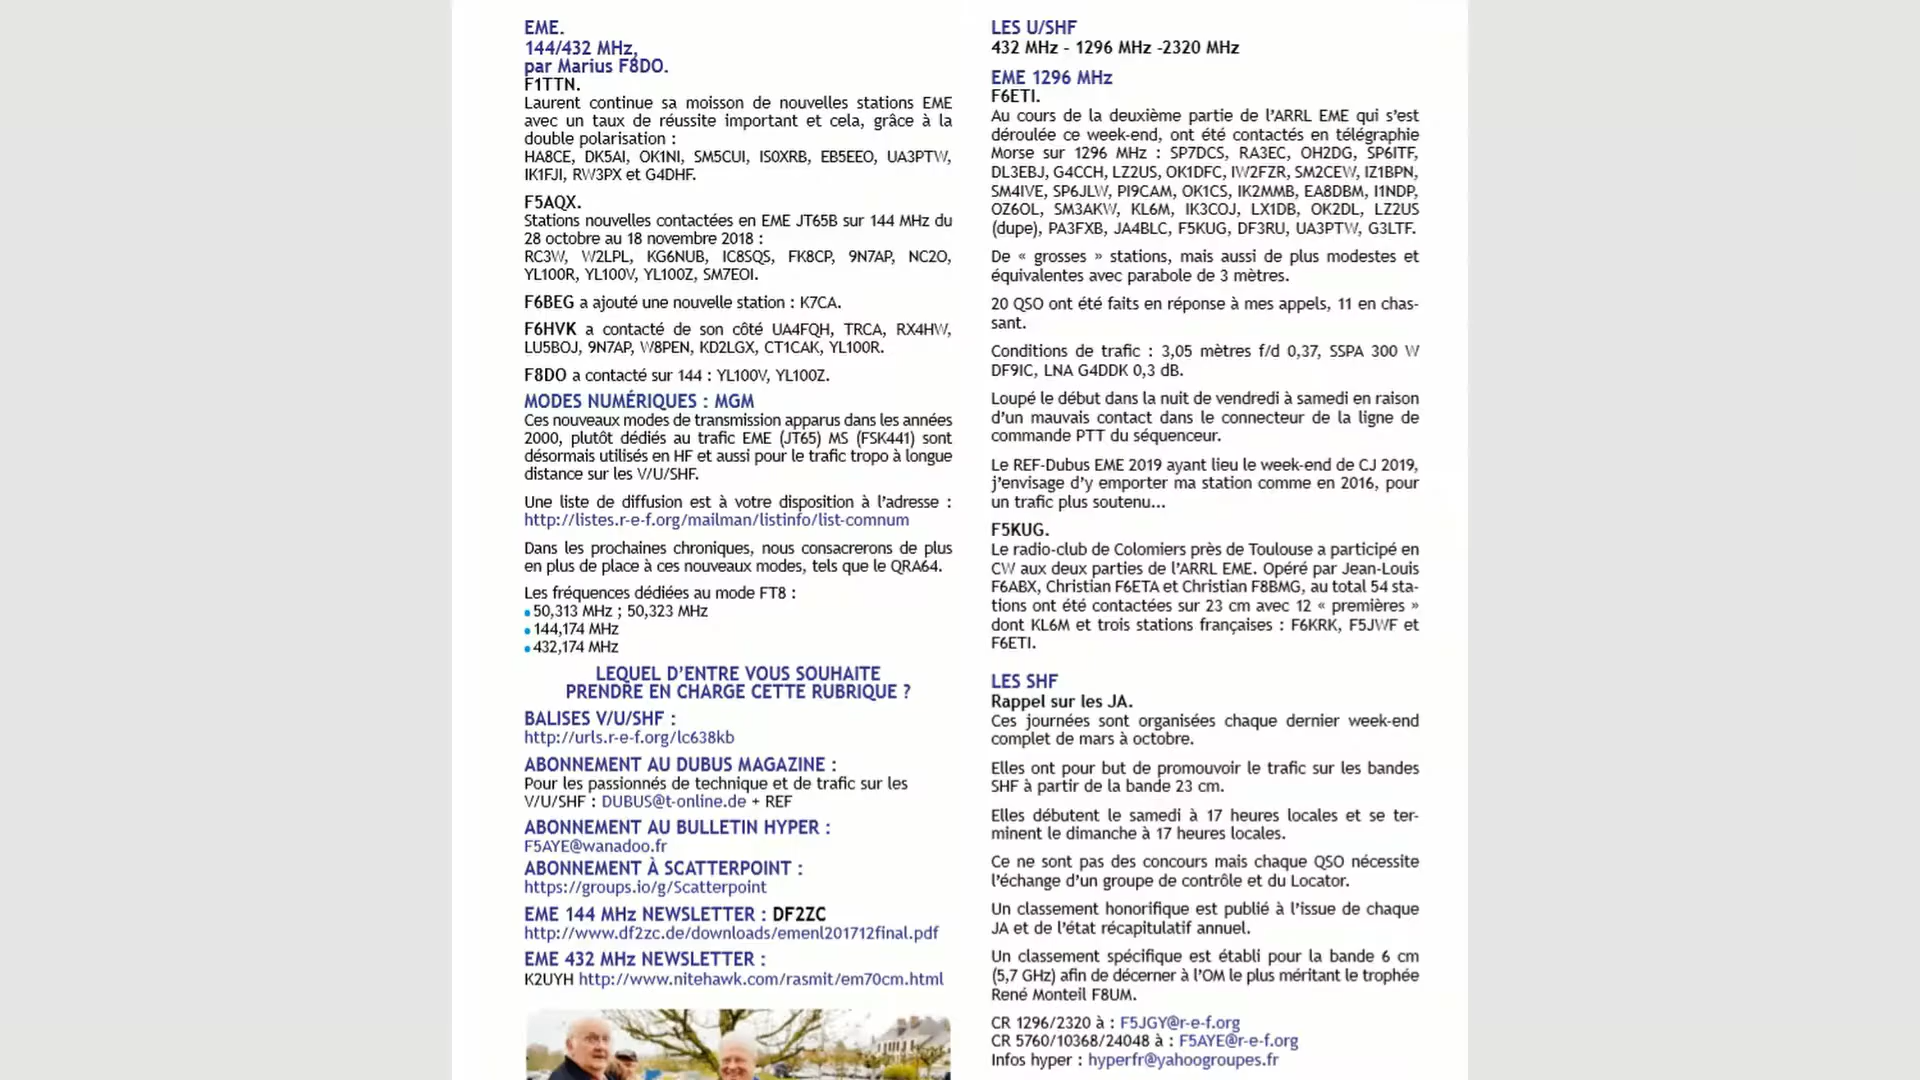 EME.
144/432 MHz,
par Marius F8DO.
F1TTN.
Laurent continue sa moisson de nouvelles stations EME
avec un taux de réussite important et cela, grâce à la
double polarisation :
HA8CE, DK5AI, OK1NI, SM5CUI, IS0XRB, EB5EEO, UA3PTW,
IK1FJI, RW3PX et G4DHF.
F5AQX.
Stations nouvelles contactées en EME JT65B sur 144 MHz du
28 octobre au 18 novembre 2018 :
RC3W, W2LPL, KG6NUB, IC8SQS, FK8CP, 9N7AP, NC2O,
YL100R, YL100V, YL100Z, SM7EOI.
F6BEG a ajouté une nouvelle station : K7CA.
F6HVK a contacté de son côté UA4FQH, TRCA, RX4HW,
LU5BOJ, 9N7AP, W8PEN, KD2LGX, CT1CAK, YL100R.
F8DO a contacté sur 144 : YL100V, YL100Z.
MODES NUMÉRIQUES : MGM
Ces nouveaux modes de transmission apparus dans les années
2000, plutôt dédiés au trafic EME (JT65) MS (FSK441) sont
désormais utilisés en HF et aussi pour le trafic tropo à longue
distance sur les V/U/SHF.
Une liste de diffusion est à votre disposition à l'adresse :
http://listes.r-e-f.org/mailman/listinfo/list-comnum
Dans les prochaines chroniques, nous consacrerons de plus
en plus de place à ces nouveaux modes, tels que le QRA64.
Les fréquences dédiées au mode FT8 :
• 50,313 MHz ; 50,323 MHz
• 144,174 MHz
• 432,174 MHz
LEQUEL D'ENTRE VOUS SOUHAITE
PRENDRE EN CHARGE CETTE RUBRIQUE ?
BALISES V/U/SHF :
http://urls.r-e-f.org/lc638kb
ABONNEMENT AU DUBUS MAGAZINE :
Pour les passionnés de technique et de trafic sur les
V/U/SHF : DUBUS@t-online.de + REF
ABONNEMENT AU BULLETIN HYPER :
F5AYE@wanadoo.fr
ABONNEMENT À SCATTERPOINT :
https://groups.io/g/Scatterpoint
EME 144 MHz NEWSLETTER : DF2ZC
http://www.df2zc.de/downloads/emenl201712final.pdf
EME 432 MHz NEWSLETTER :
K2UYH http://www.nitehawk.com/rasmit/em70cm.html
LES U/SHF
432 MHz - 1296 MHz -2320 MHz
EME 1296 MHz
F6ETI.
Au cours de la deuxième partie de l'ARRL EME qui s'est
déroulée ce week-end, ont été contactés en télégraphie
Morse sur 1296 MHz : SP7DCS, RA3EC, OH2DG, SP6ITF,
DL3EBJ, G4CCH, LZ2US, OK1DFC, IW2FZR, SM2CEW, IZ1BPN,
SM4IVE, SP6JLW, PI9CAM, OK1CS, IK2MMB, EA8DBM, I1NDP,
OZ6OL, SM3AKW, KL6M, IK3COJ, LX1DB, OK2DL, LZ2US
(dupe), PA3FXB, JA4BLC, F5KUG, DF3RU, UA3PTW, G3LTF.
De « grosses » stations, mais aussi de plus modestes et
équivalentes avec parabole de 3 mètres.
20 QSO ont été faits en réponse à mes appels, 11 en chas-
sant.
Conditions de trafic : 3,05 mètres f/d 0,37, SSPA 300 W
DF9IC, LNA G4DDK 0,3 dB.
Loupé le début dans la nuit de vendredi à samedi en raison
d'un mauvais contact dans le connecteur de la ligne de
commande PTT du séquenceur.
Le REF-Dubus EME 2019 ayant lieu le week-end de CJ 2019,
j'envisage d'y emporter ma station comme en 2016, pour
un trafic plus soutenu...
F5KUG.
Le radio-club de Colomiers près de Toulouse a participé en
CW aux deux parties de l'ARRL EME. Opéré par Jean-Louis
F6ABX, Christian F6ETA et Christian F8BMG, au total 54 sta-
tions ont été contactées sur 23 cm avec 12 « premières »
dont KL6M et trois stations françaises : F6KRK, F5JWF et
F6ETI.
LES SHF
Rappel sur les JA.
Ces journées sont organisées chaque dernier week-end
complet de mars à octobre.
Elles ont pour but de promouvoir le trafic sur les bandes
SHF à partir de la bande 23 cm.
Elles débutent le samedi à 17 heures locales et se ter-
minent le dimanche à 17 heures locales.
Ce ne sont pas des concours mais chaque QSO nécessite
l'échange d'un groupe de contrôle et du Locator.
Un classement honorifique est publié à l'issue de chaque
JA et de l'état récapitulatif annuel.
Un classement spécifique est établi pour la bande 6 cm
(5,7 GHz) afin de décerner à l'OM le plus méritant le trophée
René Monteil F8UM.
CR 1296/2320 à : F5JGY@r-e-f.org
CR 5760/10368/24048 à : F5AYE@r-e-f.org
Infos hyper : hyperfr@yahoogroupes.fr